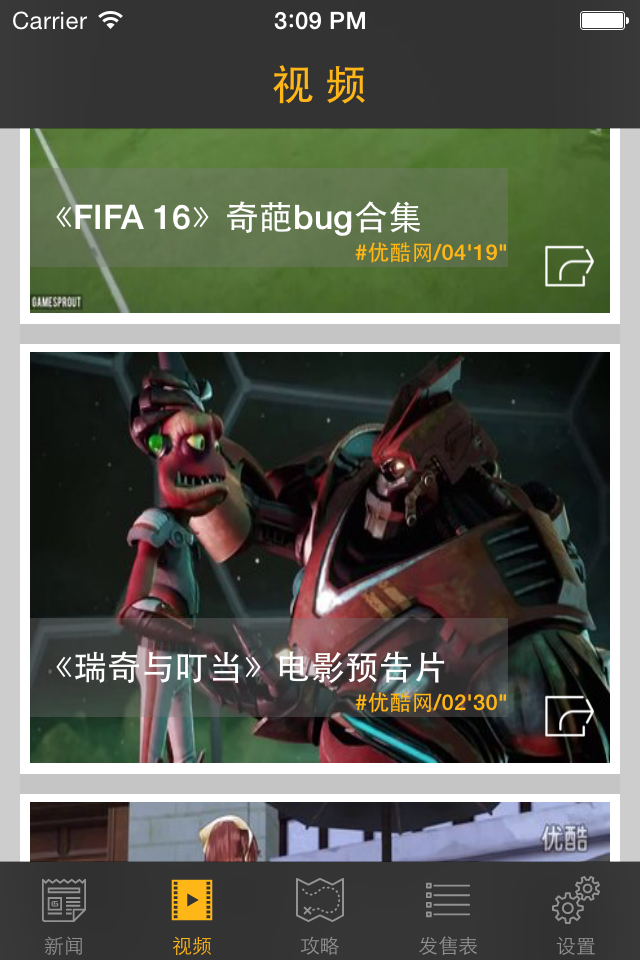 Carrier 3:09 PM
视 频
《FIFA 16》奇葩bug合集
#优酷网/04'19"
GAMESPROUT
《瑞奇与叮当》电影预告片
#优酷网/02'30"
优酷
新闻 视频 攻略 发售表 设置